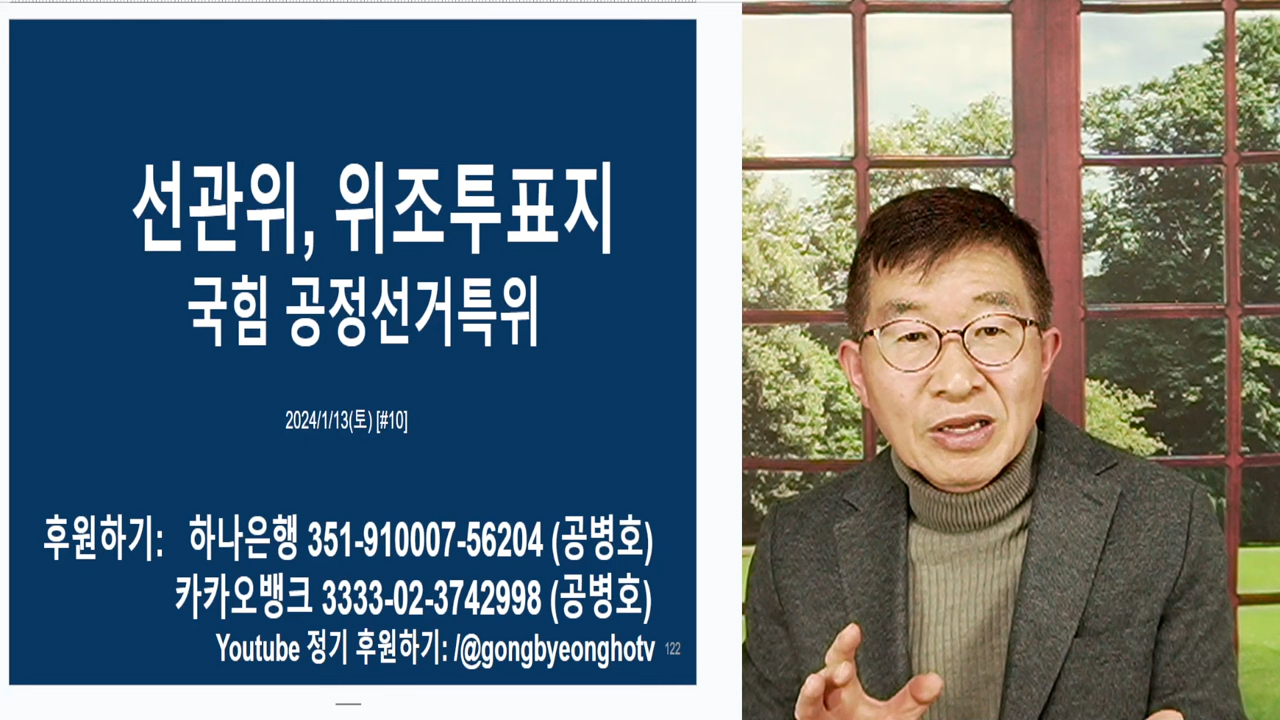 선관위, 위조투표지
국힘 공정선거특위
2024/1/13(토) [#10]
후원하기: 하나은행 351-910007-56204 (공병호)
카카오뱅크 3333-02-3742998 (공병호)
Youtube 정기 후원하기: /@gongbyeonghotv 122